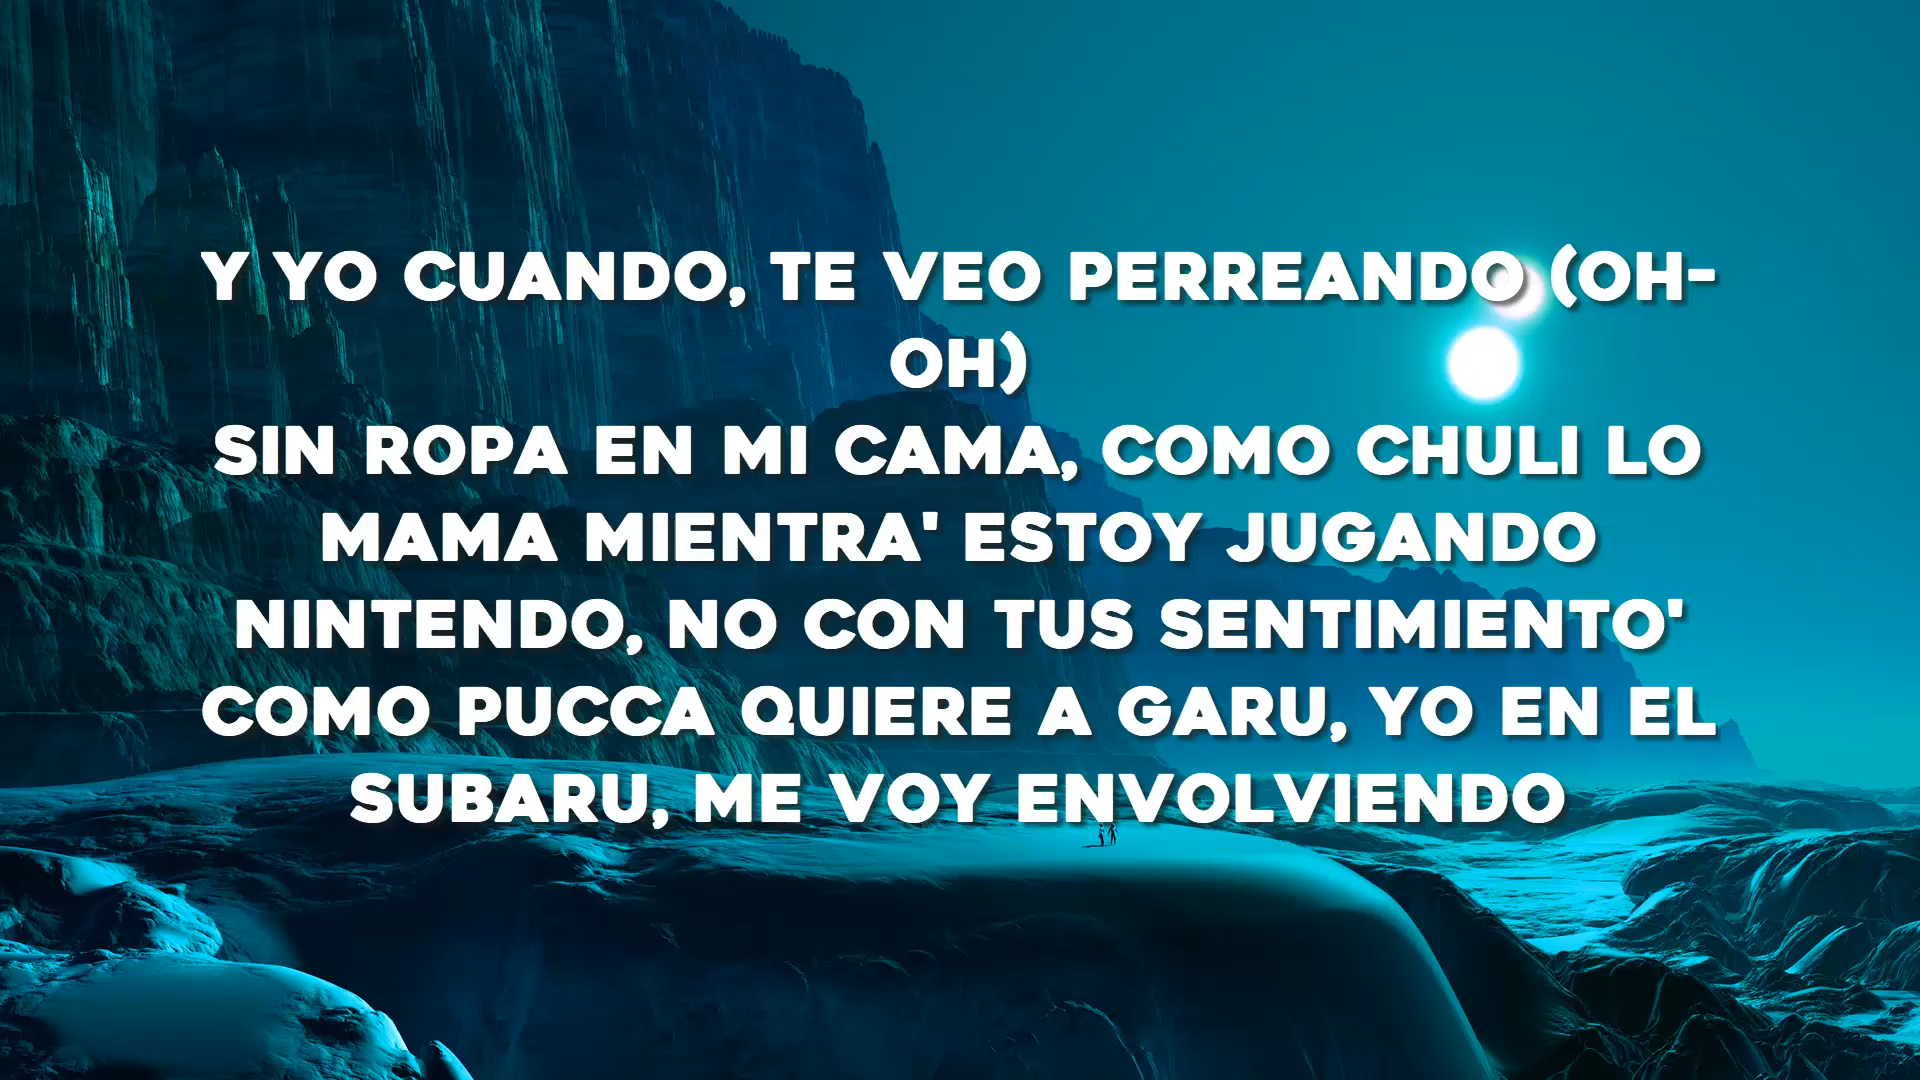 Y YO CUANDO, TE VEO PERREANDO (OH-
OH)
SIN ROPA EN MI CAMA, COMO CHULI LO
MAMA MIENTRA' ESTOY JUGANDO
NINTENDO, NO CON TUS SENTIMIENTO'
COMO PUCCA QUIERE A GARU, YO EN EL
SUBARU, ME VOY ENVOLVIENDO